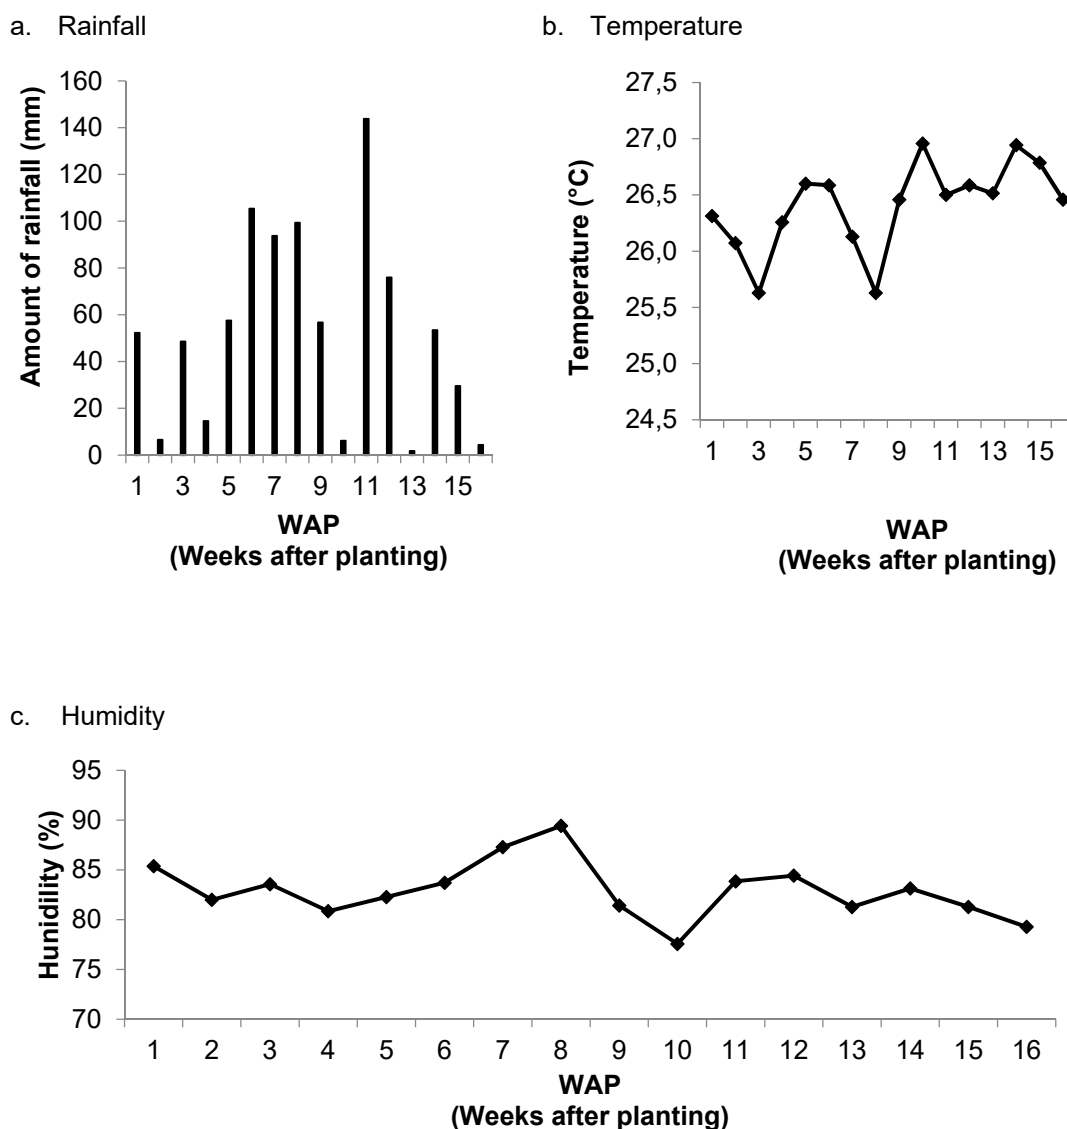 a. Rainfall
160
140
120
100
80
60
40
20
0
Amount of rainfall (mm)
1 3 5 7 9 11 13 15
WAP
(Weeks after planting)
b. Temperature
27,5
27,0
26,5
26,0
25,5
25,0
24,5
Temperature (°C)
1 3 5 7 9 11 13 15
WAP
(Weeks after planting)
c. Humidity
95
90
85
80
75
70
Hunidility (%)
1 2 3 4 5 6 7 8 9 10 11 12 13 14 15 16
WAP
(Weeks after planting)